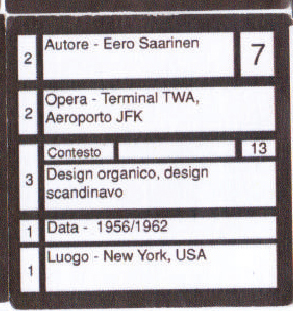 2 Autore - Eero Saarinen 7
2 Opera - Terminal TWA,
Aeroporto JFK
Contesto 13
3 Design organico, design
scandinavo
1 Data - 1956/1962
1 Luogo - New York, USA